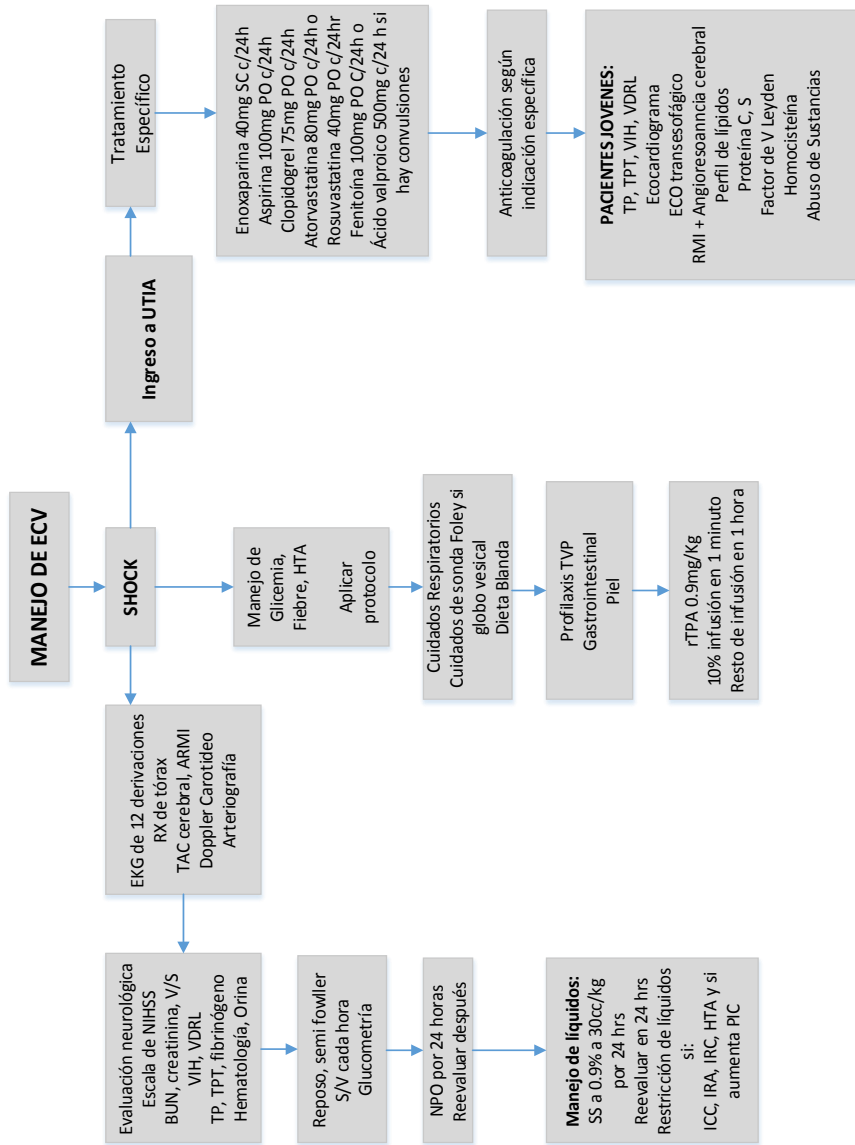 MANEJO DE ECV
SHOCK
EKG DE 12 derivaciones
RX de tórax
TAC cerebral, ARMI
Doppler Carotideo
Arteriografía
Evaluación neurológica
Escala de NIHSS
BUN, creatinina, V/S
VIH, VDRL
TP, TPT, fibrinógeno
Hematología, Orina
Reposo, semi fowller
S/V cada hora
Glucometría
NPO por 24 horas
Reevaluar después
Manejo de líquidos:
SS a 0.9% a 30cc/kg
por 24 hrs
Reevaluar en 24 hrs
Restricción de líquidos
si:
ICC, IRA, IRC, HTA y si
aumenta PIC
Manejo de
Glicemia,
Fiebre, HTA
Aplicar
protocolo
Cuidados Respiratorios
Cuidados de sonda Foley si
globo vesical
Dieta Blanda
Profilaxis TVP
Gastrointestinal
Piel
rTPA 0.9mg/Kg
10% infusión en 1 minuto
Resto de infusión en 1 hora
Ingreso a UTIA
Tratamiento
Específico
Enoxaparina 40mg SC c/24h
Aspirina 100mg PO c/24h
Clopidogrel 75mg PO c/24h
Atorvastatina 80mg PO c/24h o
Rosuvastatina 40mg PO c/24hr
Fenitoína 100mg PO c/24h o
Ácido valproico 500mg c/24 h si
hay convulsiones
Anticoagulación según
indicación específica
PACIENTES JOVENES:
TP, TPT, VIH, VDRL
Ecocardiograma
ECO transesofágico
RMI + Angioresoanncia cerebral
Perfil de lípidos
Proteína C, S
Factor de V Leyden
Homocisteína
Abuso de Sustancias